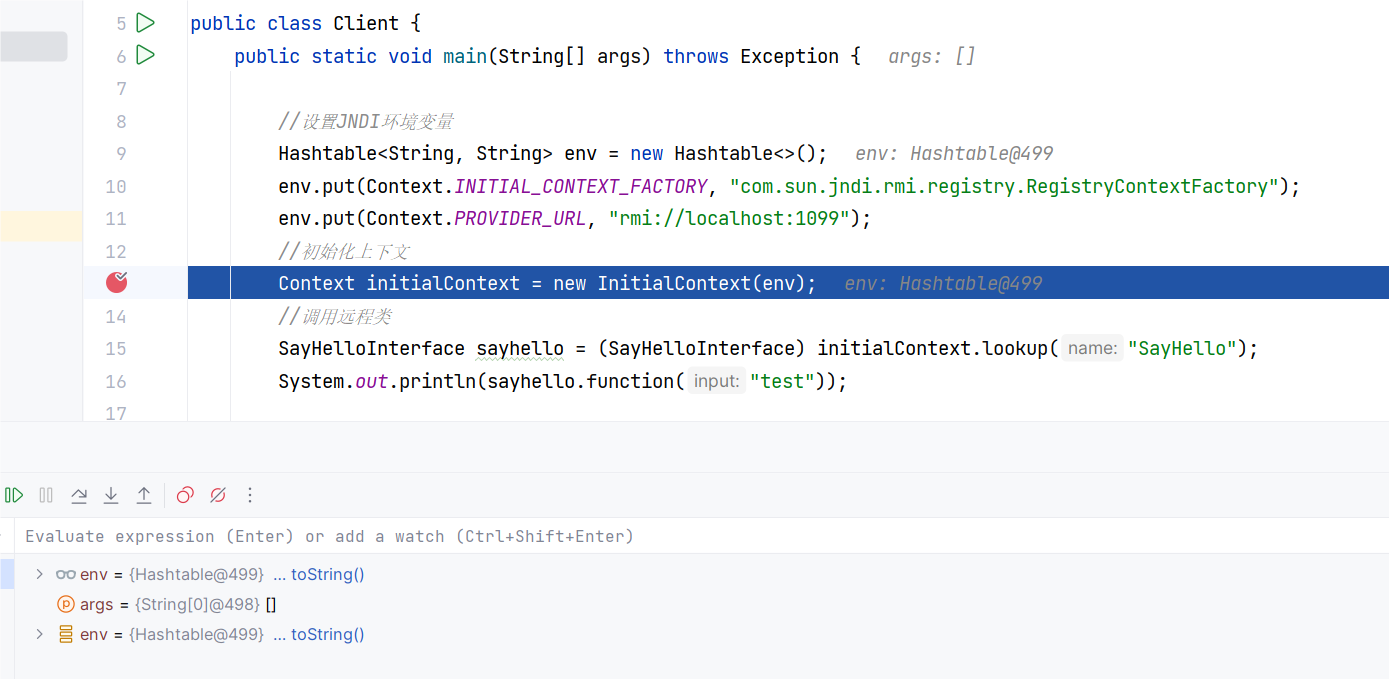 5 public class Client {
6 public static void main(String[] args) throws Exception { args: []
7
8 //设置JNDI环境变量
9 Hashtable<String, String> env = new Hashtable<>(); env: Hashtable@499
10 env.put(Context.INITIAL_CONTEXT_FACTORY, "com.sun.jndi.rmi.registry.RegistryContextFactory");
11 env.put(Context.PROVIDER_URL, "rmi://localhost:1099");
12 //初始化上下文
Context initialContext = new InitialContext(env); env: Hashtable@499
14 //调用远程类
15 SayHelloInterface sayhello = (SayHelloInterface) initialContext.lookup( name: "SayHello");
16 System.out.println(sayhello.function( input: "test"));
17
Evaluate expression (Enter) or add a watch (Ctrl+Shift+Enter)
env = {Hashtable@499} ... toString()
p args = {String[0]@498} []
env = {Hashtable@499} ... toString()